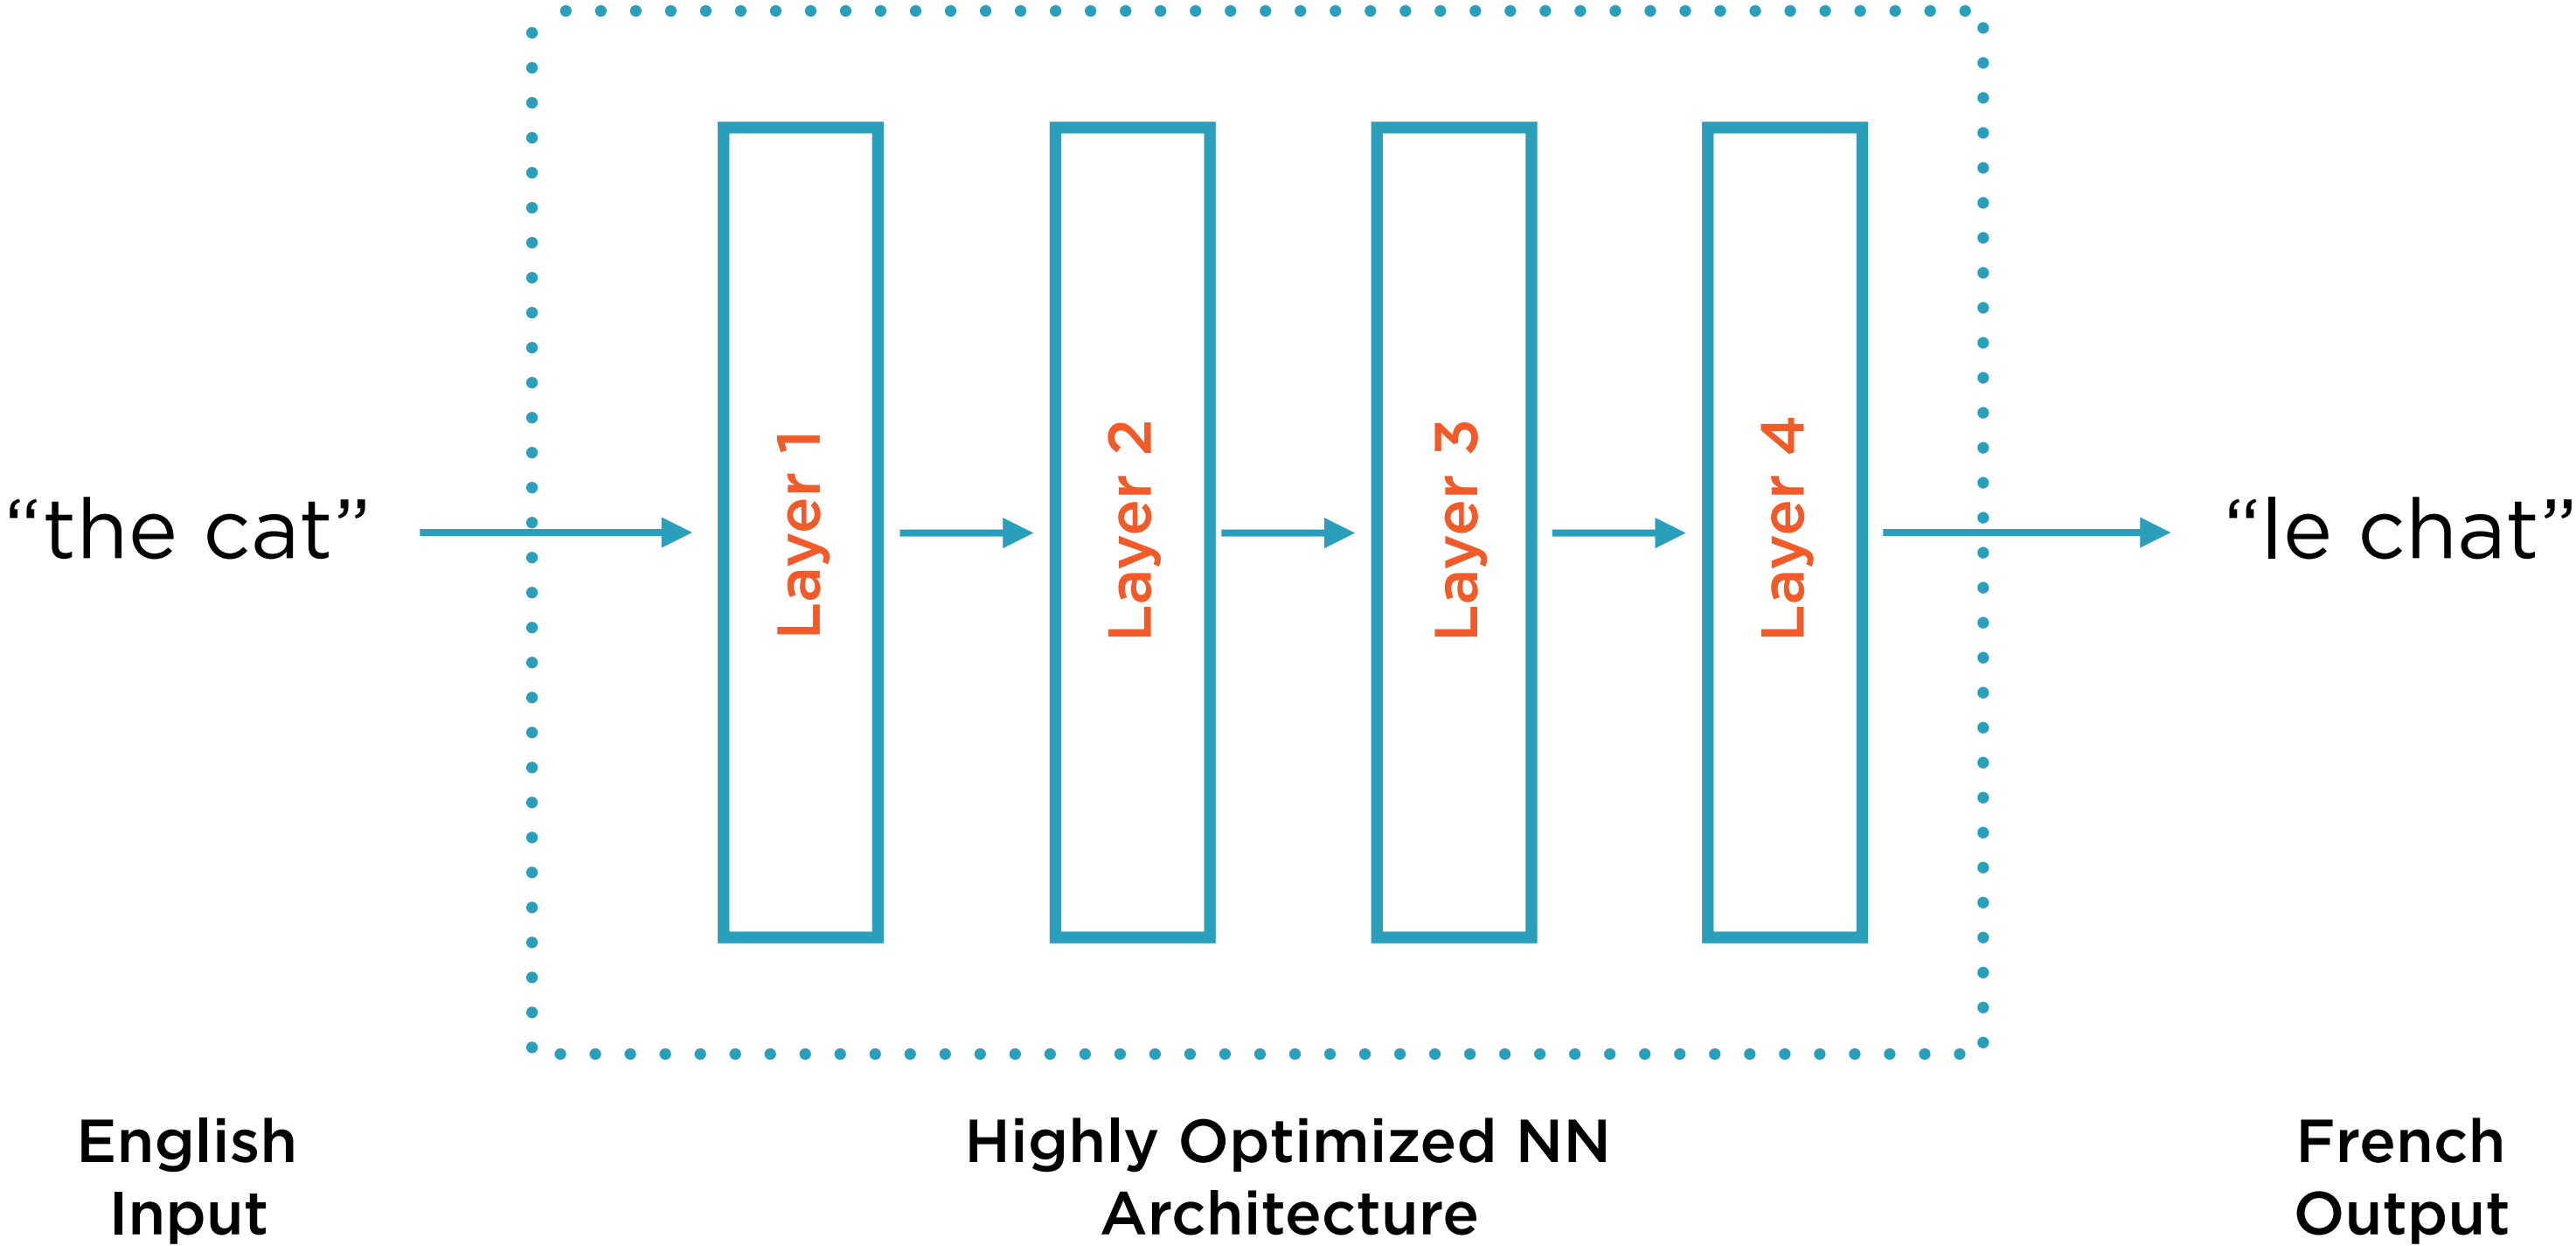 “the cat”
Layer 1
Layer 2
Layer 3
Layer 4
“le chat”
English
Input
Highly Optimized NN
Architecture
French
Output